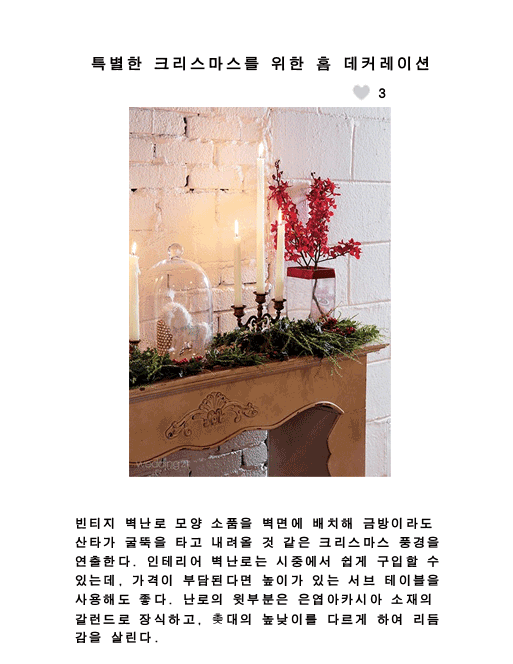 특별한 크리스마스를 위한 홈 데커레이션
3
wedding21
빈티지 벽난로 모양 소품을 벽면에 배치해 금방이라도
산타가 굴뚝을 타고 내려올 것 같은 크리스마스 풍경을
연출한다. 인테리어 벽난로는 시중에서 쉽게 구입할 수
있는데, 가격이 부담된다면 높이가 있는 서브 테이블을
사용해도 좋다. 난로의 윗부분은 은엽아카시아 소재의
갈런드로 장식하고, 촛대의 높낮이를 다르게 하여 리듬
감을 살린다.